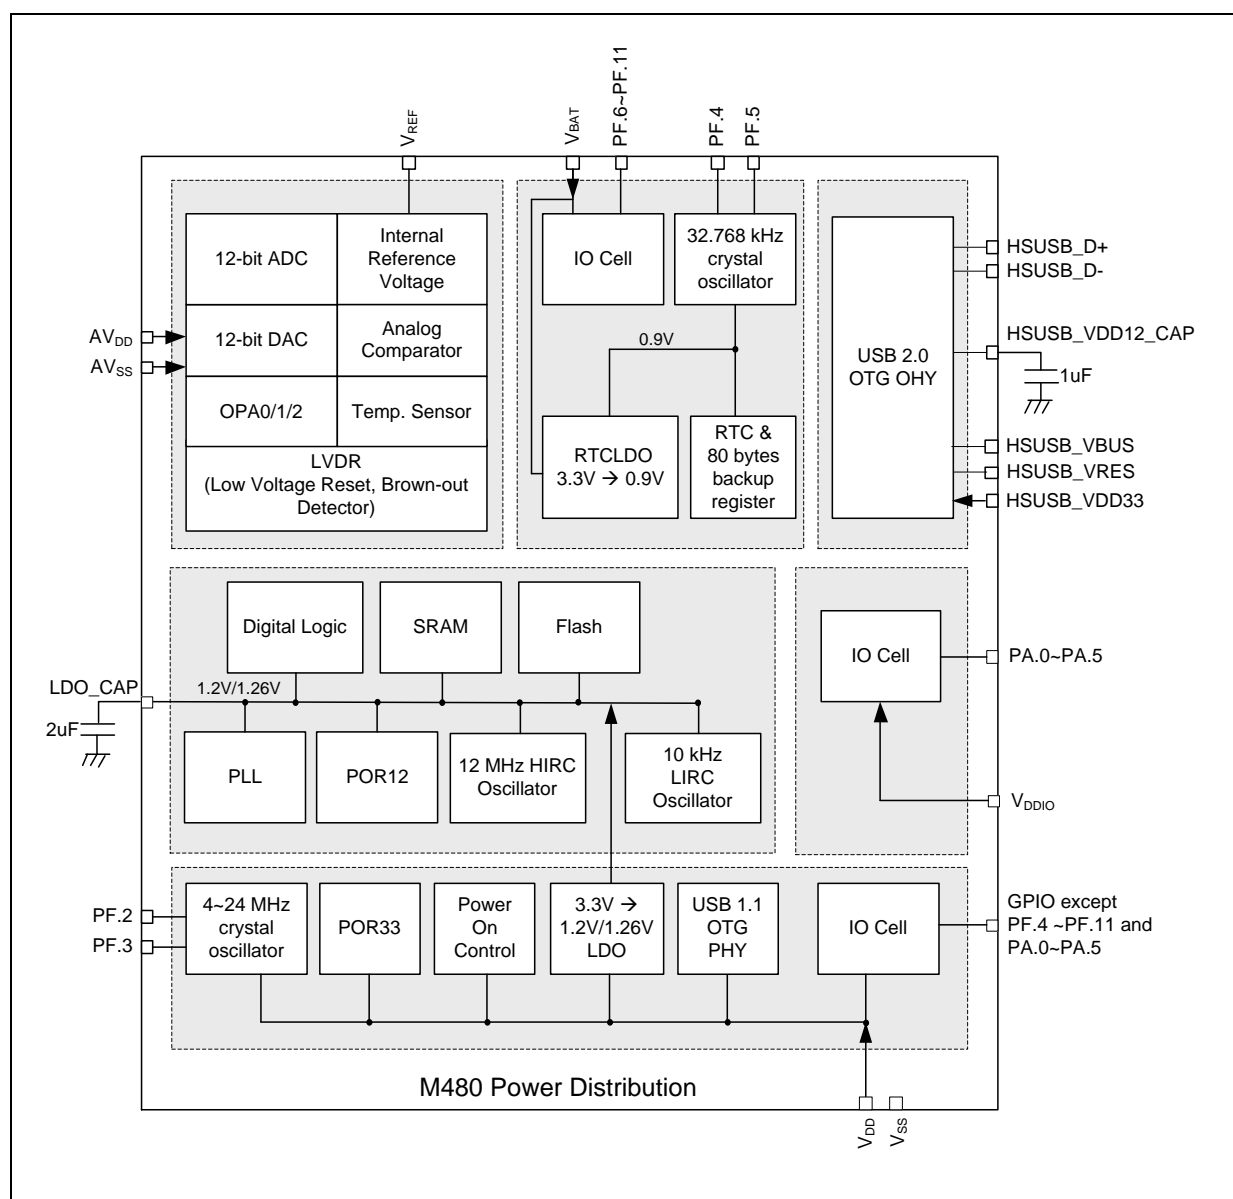 VREF
VBAT
PF.6~PF.11
PF.4
PF.5
12-bit ADC
Internal
Reference
Voltage
12-bit DAC
Analog
Comparator
OPA0/1/2
Temp. Sensor
LVDR
(Low Voltage Reset, Brown-out
Detector)
AVDD
AVSS
IO Cell
32.768 kHz
crystal
oscillator
0.9V
RTCLDO
3.3V → 0.9V
RTC &
80 bytes
backup
register
USB 2.0
OTG OHY
HSUSB_D+
HSUSB_D-
HSUSB_VDD12_CAP
1uF
HSUSB_VBUS
HSUSB_VRES
HSUSB_VDD33
Digital Logic
SRAM
Flash
LDO_CAP
1.2V/1.26V
2uF
PLL
POR12
12 MHz HIRC
Oscillator
10 kHz
LIRC
Oscillator
IO Cell
PA.0~PA.5
VDDIO
PF.2
PF.3
4~24 MHz
crystal
oscillator
POR33
Power
On
Control
3.3V →
1.2V/1.26V
LDO
USB 1.1
OTG
PHY
IO Cell
GPIO except
PF.4 ~PF.11 and
PA.0~PA.5
M480 Power Distribution
VDD
VSS